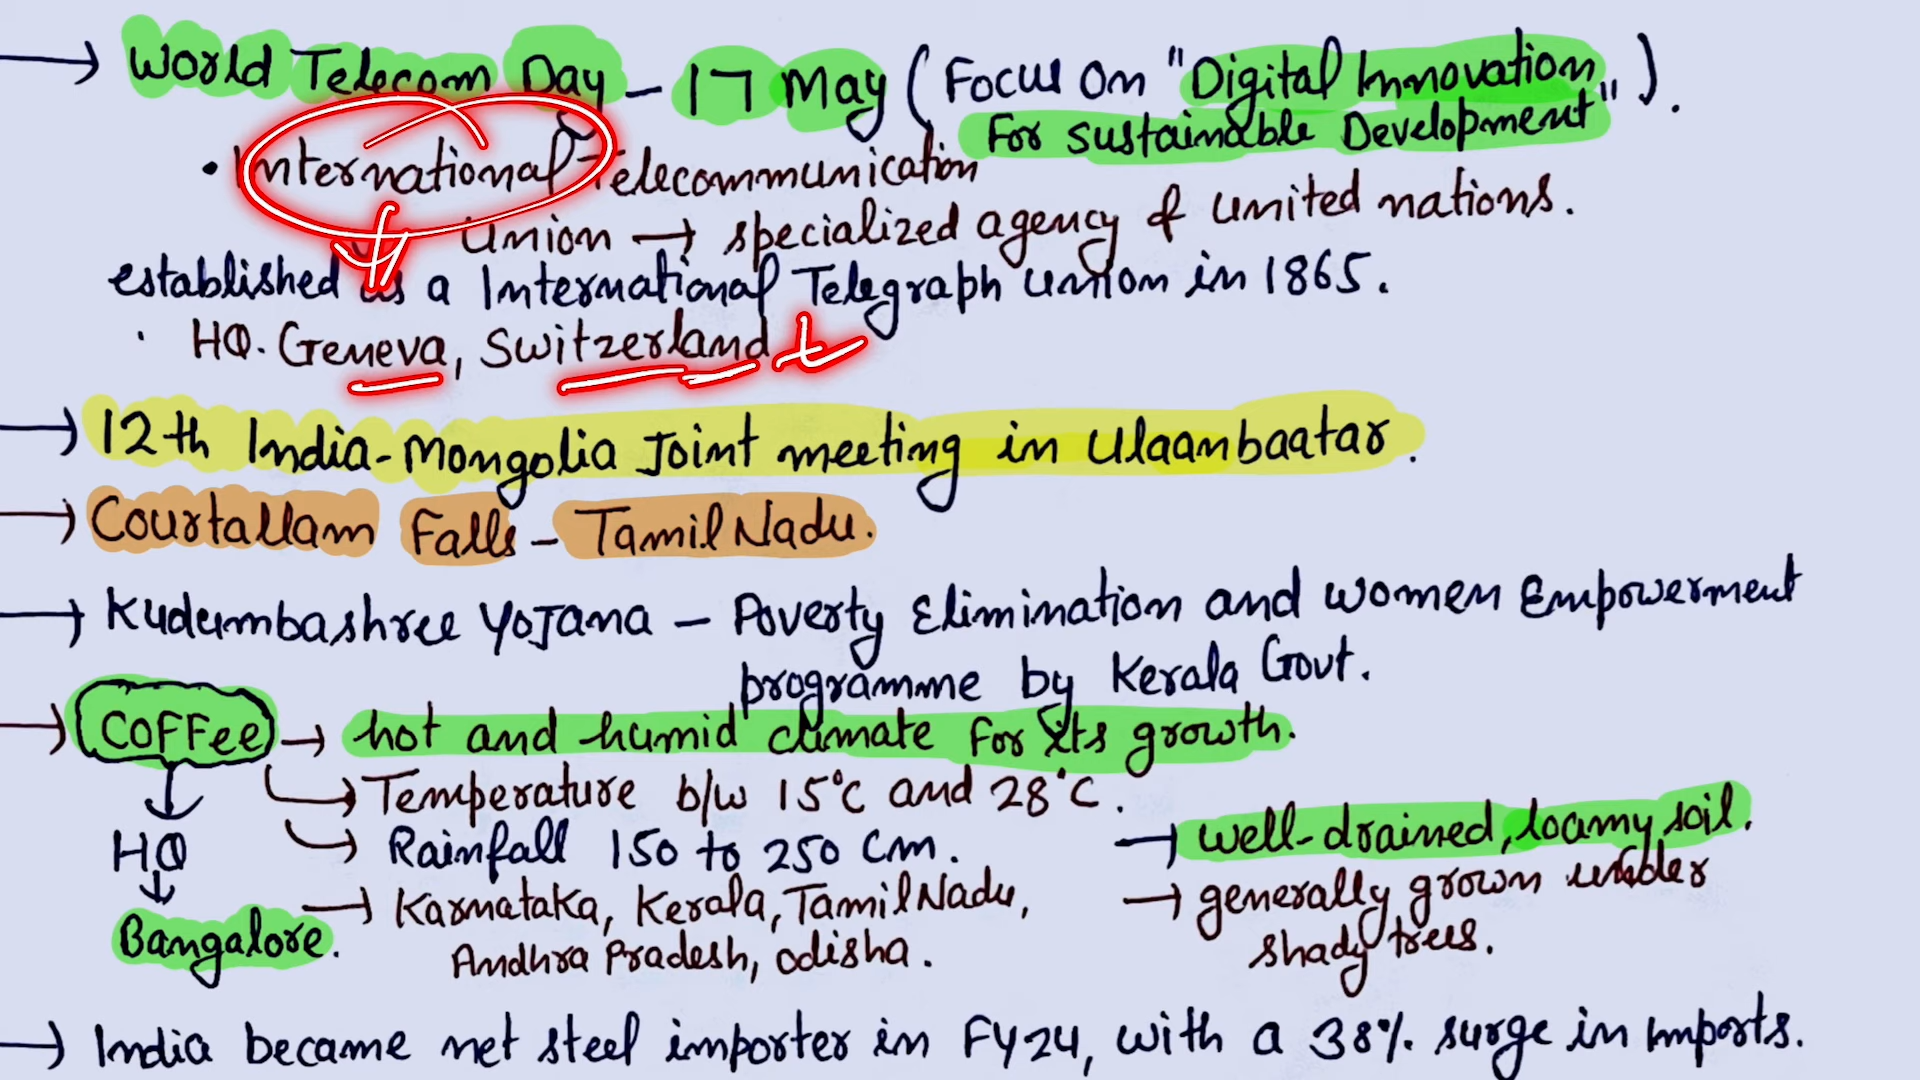 → World Telecom Day – 17 May (Focus on "Digital Innovation
For sustainable Development").
• International Telecommunication
Union → specialized agency of united nations.
established as a International Telegraph union in 1865.
• HQ. Geneva, Switzerland
→ 12th India-Mongolia Joint meeting in Ulaanbaatar.
→ Courtallam Falls – Tamil Nadu.
→ Kudumbashree Yojana – Poverty Elimination and women Empowerment
programme by Kerala Govt.
→ COFFee → hot and humid climate for its growth.
→ Temperature b/w 15°C and 28°C.
→ Rainfall 150 to 250 cm.
→ well-drained, loamy soil.
HQ
→ Karnataka, Kerala, Tamil Nadu,
Andhra Pradesh, odisha.
→ generally grown under
shady trees.
Bangalore.
→ India became net steel importer in FY24, with a 38% surge in imports.